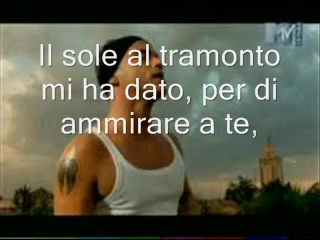 Il sole al tramonto
mi ha dato, per di
ammirare a te,